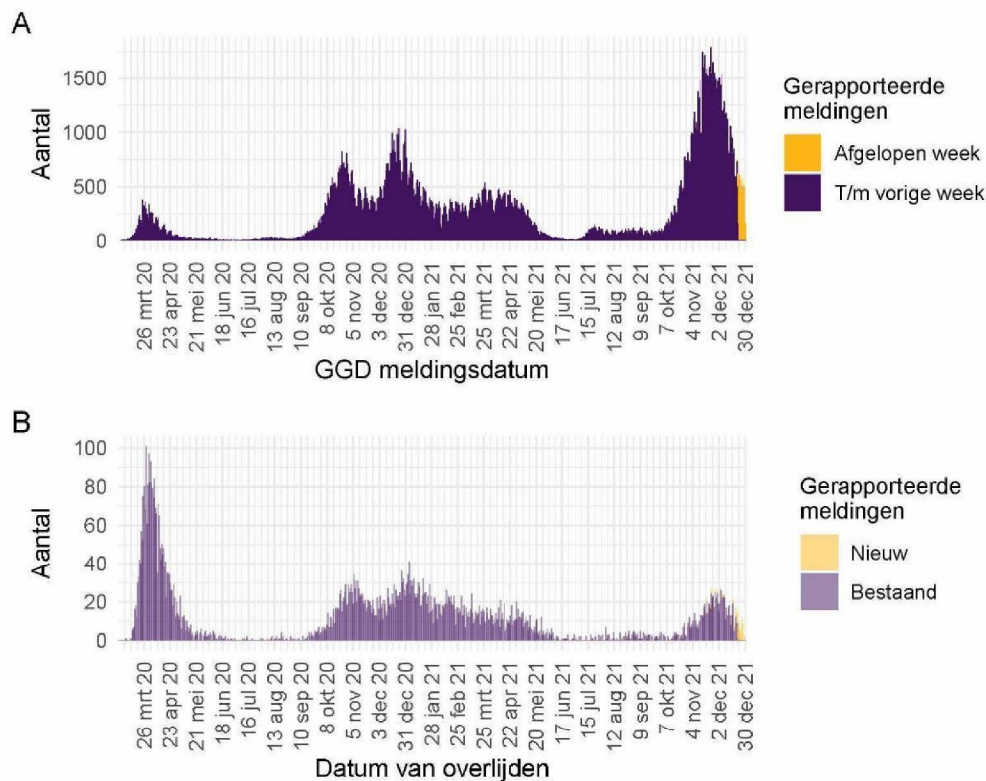 A
Aantal
1500
1000
500
0
26 mrt 20
23 apr 20
21 mei 20
18 jun 20
16 jul 20
13 aug 20
10 sep 20
8 okt 20
5 nov 20
3 dec 20
31 dec 20
28 jan 21
25 feb 21
25 mrt 21
22 apr 21
20 mei 21
17 jun 21
15 jul 21
12 aug 21
9 sep 21
7 okt 21
4 nov 21
2 dec 21
30 dec 21
GGD meldingsdatum
Gerapporteerde
meldingen
Afgelopen week
T/m vorige week
B
Aantal
100
80
60
40
20
0
26 mrt 20
23 apr 20
21 mei 20
18 jun 20
16 jul 20
13 aug 20
10 sep 20
8 okt 20
5 nov 20
3 dec 20
31 dec 20
28 jan 21
25 feb 21
25 mrt 21
22 apr 21
20 mei 21
17 jun 21
15 jul 21
12 aug 21
9 sep 21
7 okt 21
4 nov 21
2 dec 21
30 dec 21
Datum van overlijden
Gerapporteerde
meldingen
Nieuw
Bestaand